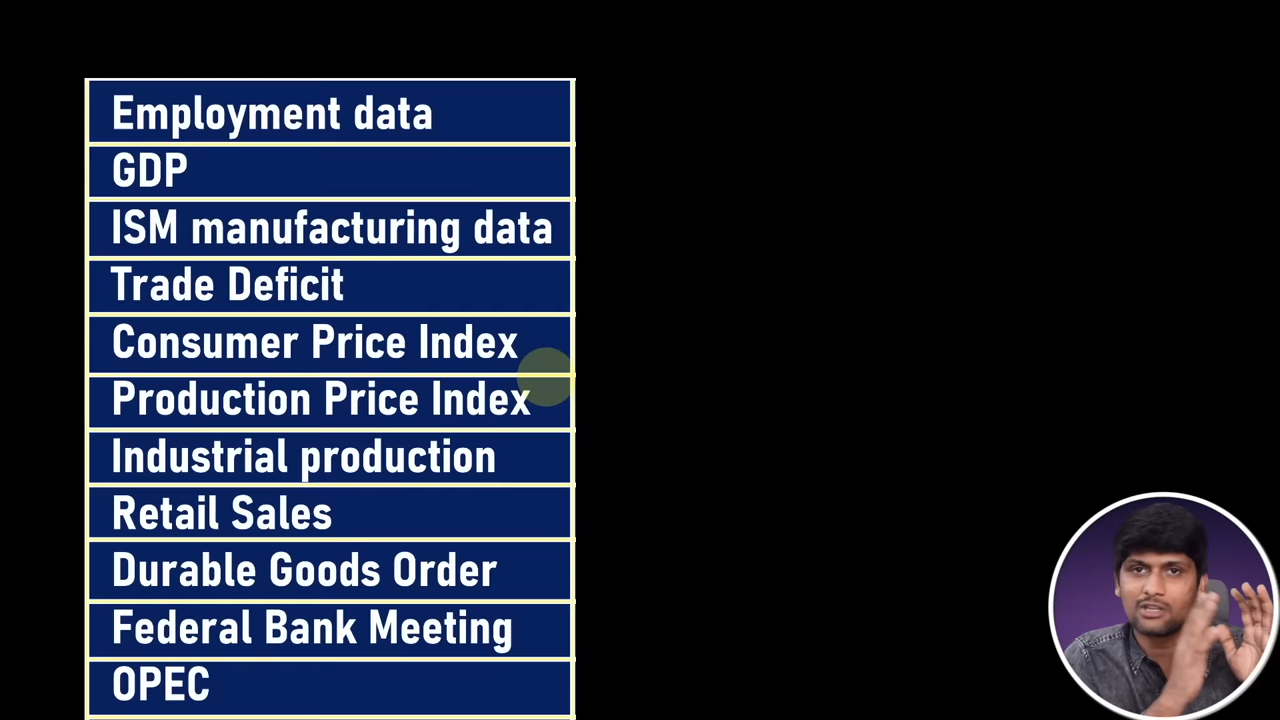 Employment data
GDP
ISM manufacturing data
Trade Deficit
Consumer Price Index
Production Price Index
Industrial production
Retail Sales
Durable Goods Order
Federal Bank Meeting
OPEC